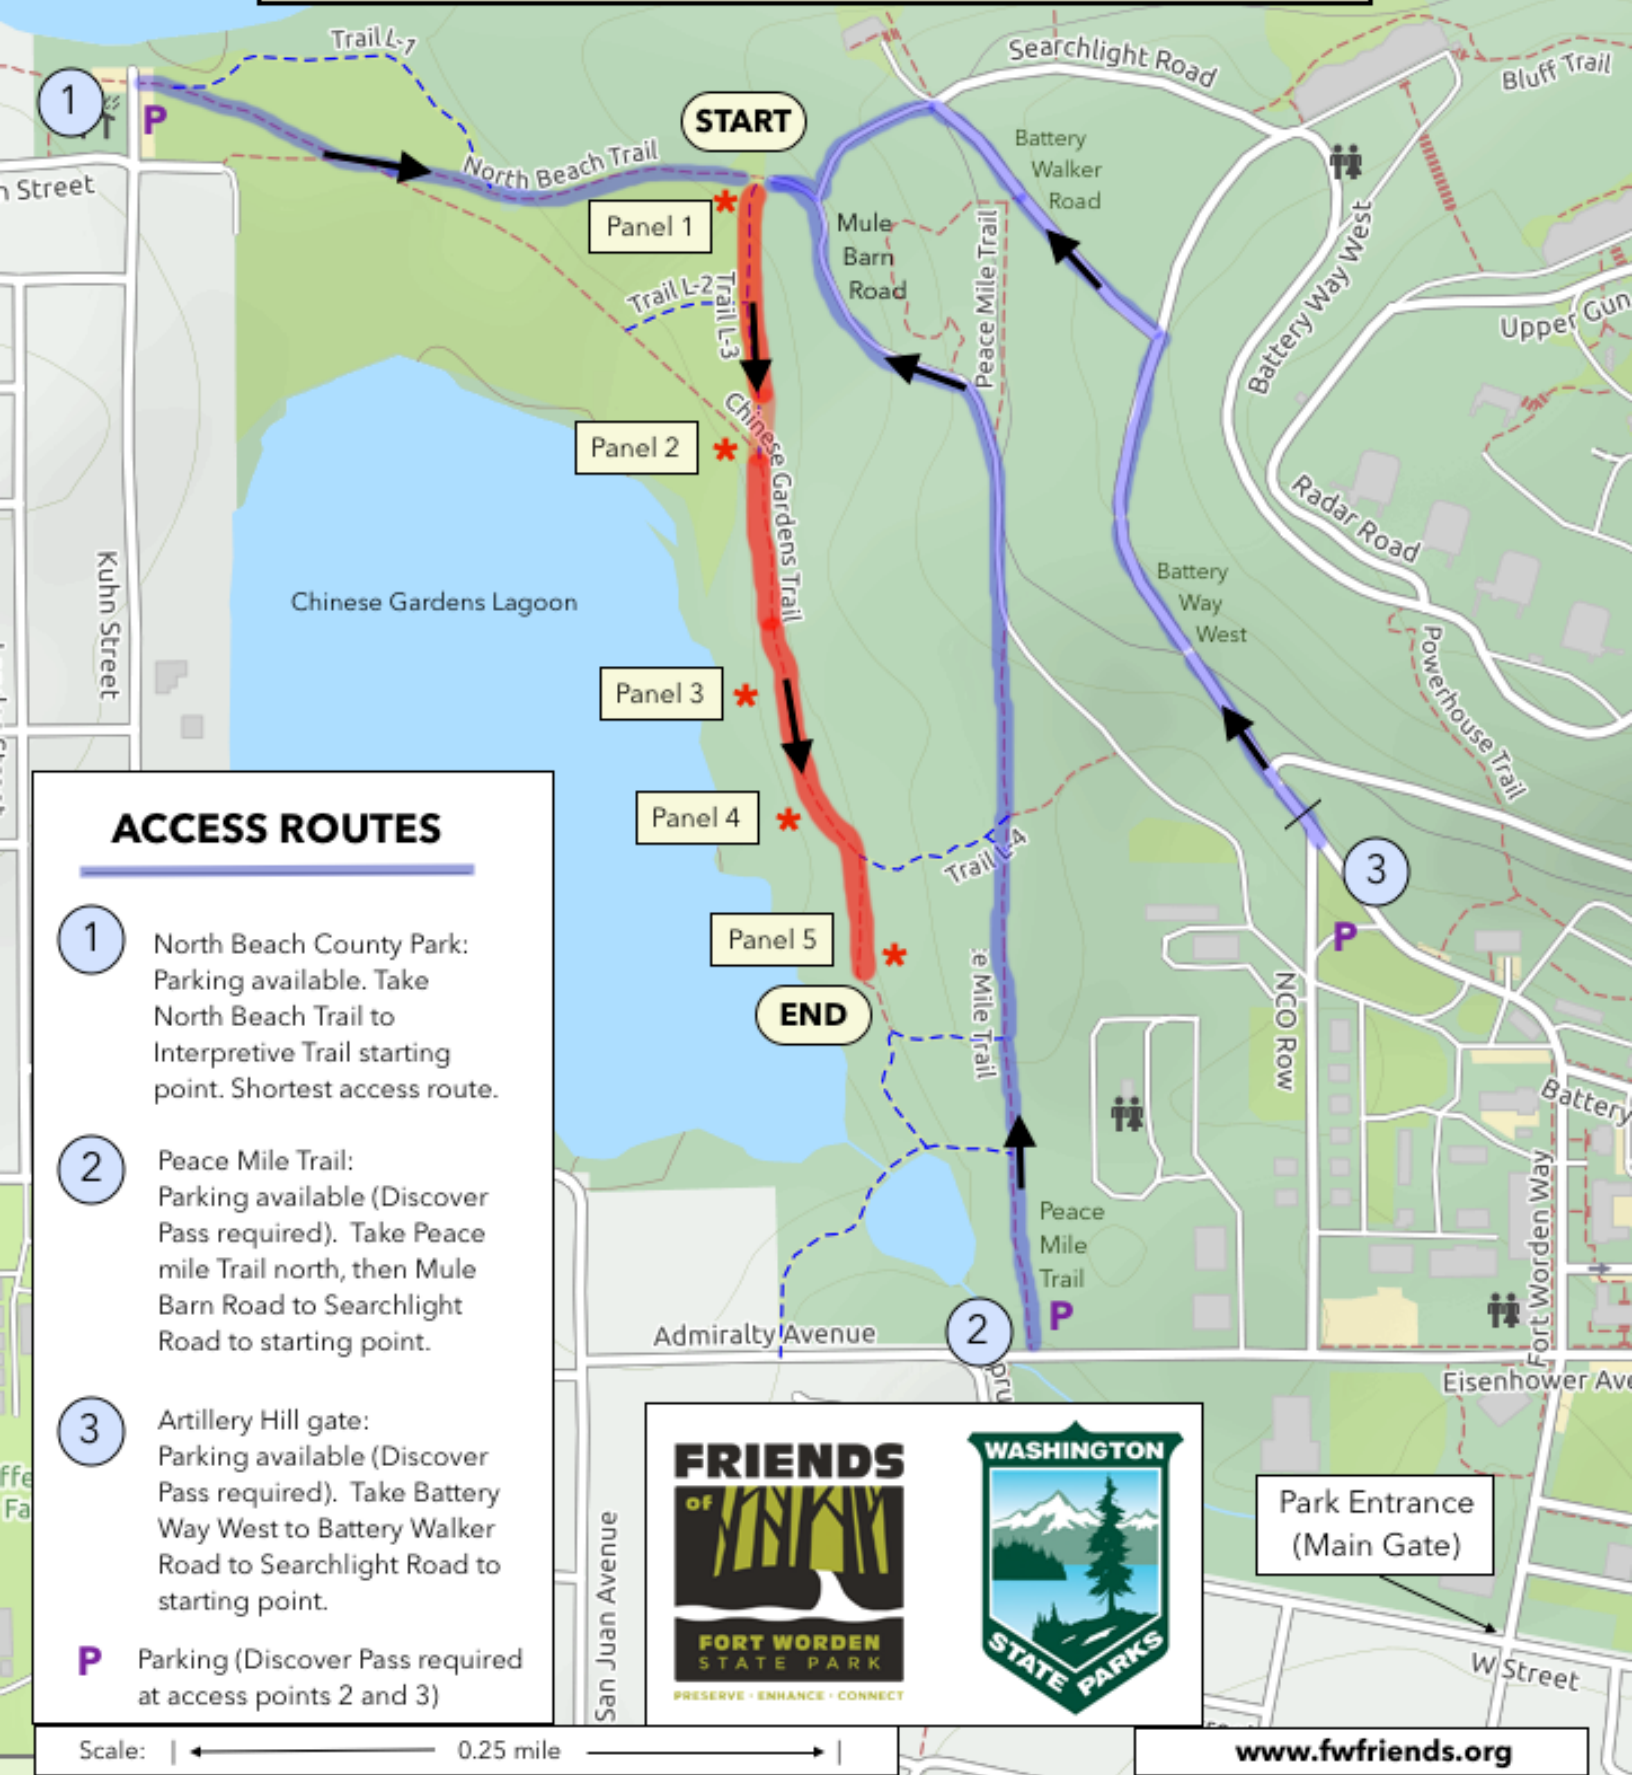 Trail L-1
Searchlight Road
Bluff Trail
1
P
START
North Beach Trail
Street
Battery
Walker
Road
Panel 1
Mule
Barn
Road
Peace Mile Trail
Trail L-2
Trail L-3
Battery Way West
Upper Gun
Panel 2
Chinese Gardens Trail
Radar Road
Kuhn Street
Chinese Gardens Lagoon
Battery
Way
West
Panel 3
Powerhouse Trail
Panel 4
Trail L-4
3
P
Panel 5
END
e Mile Trail
NCO Row
Battery
Fort Worden Way
Peace
Mile
Trail
P
2
Admiralty Avenue
Eisenhower Ave
San Juan Avenue
Park Entrance
(Main Gate)
W Street
ACCESS ROUTES
1
North Beach County Park:
Parking available. Take
North Beach Trail to
Interpretive Trail starting
point. Shortest access route.
2
Peace Mile Trail:
Parking available (Discover
Pass required). Take Peace
mile Trail north, then Mule
Barn Road to Searchlight
Road to starting point.
3
Artillery Hill gate:
Parking available (Discover
Pass required). Take Battery
Way West to Battery Walker
Road to Searchlight Road to
starting point.
P
Parking (Discover Pass required
at access points 2 and 3)
FRIENDS
OF
FORT WORDEN
STATE PARK
PRESERVE · ENHANCE · CONNECT
WASHINGTON
STATE PARKS
Scale: 0.25 mile
www.fwfriends.org